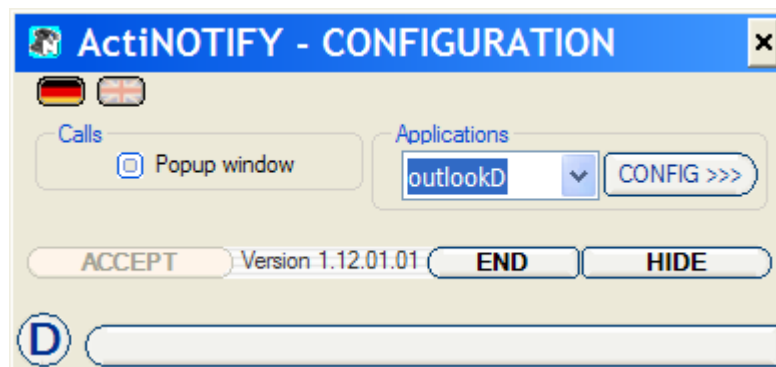 ActiNOTIFY - CONFIGURATION
Calls
Popup window
Applications
outlookD
CONFIG >>>
ACCEPT
Version 1.12.01.01
END
HIDE
D